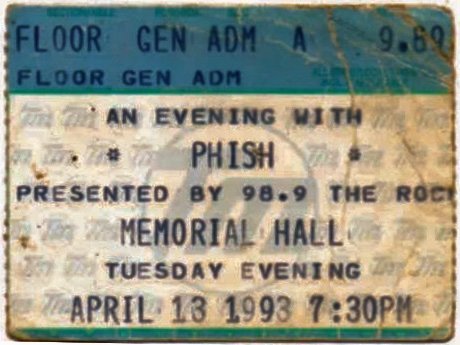 FLOOR GEN ADM A 9.89
FLOOR GEN ADM
AN EVENING WITH
* PHISH *
PRESENTED BY 98.9 THE ROC
MEMORIAL HALL
TUESDAY EVENING
APRIL 13 1993 7:30PM